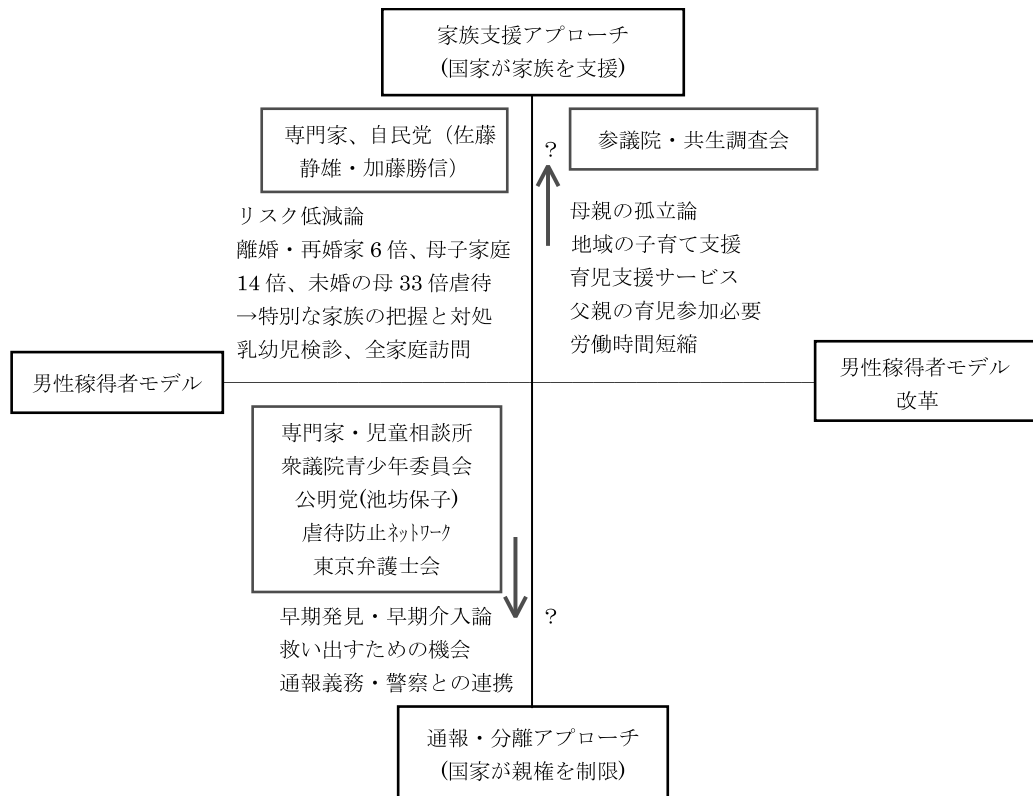 家族支援アプローチ
(国家が家族を支援)
専門家、自民党（佐藤
静雄・加藤勝信）
?
参議院・共生調査会
リスク低減論
離婚・再婚家 6 倍、母子家庭
14 倍、未婚の母 33 倍虐待
→特別な家族の把握と対処
乳幼児検診、全家庭訪問
母親の孤立論
地域の子育て支援
育児支援サービス
父親の育児参加必要
労働時間短縮
男性稼得者モデル
男性稼得者モデル
改革
専門家・児童相談所
衆議院青少年委員会
公明党(池坊保子)
虐待防止ﾈｯﾄﾜｰｸ
東京弁護士会
早期発見・早期介入論
救い出すための機会
通報義務・警察との連携
?
通報・分離アプローチ
(国家が親権を制限)